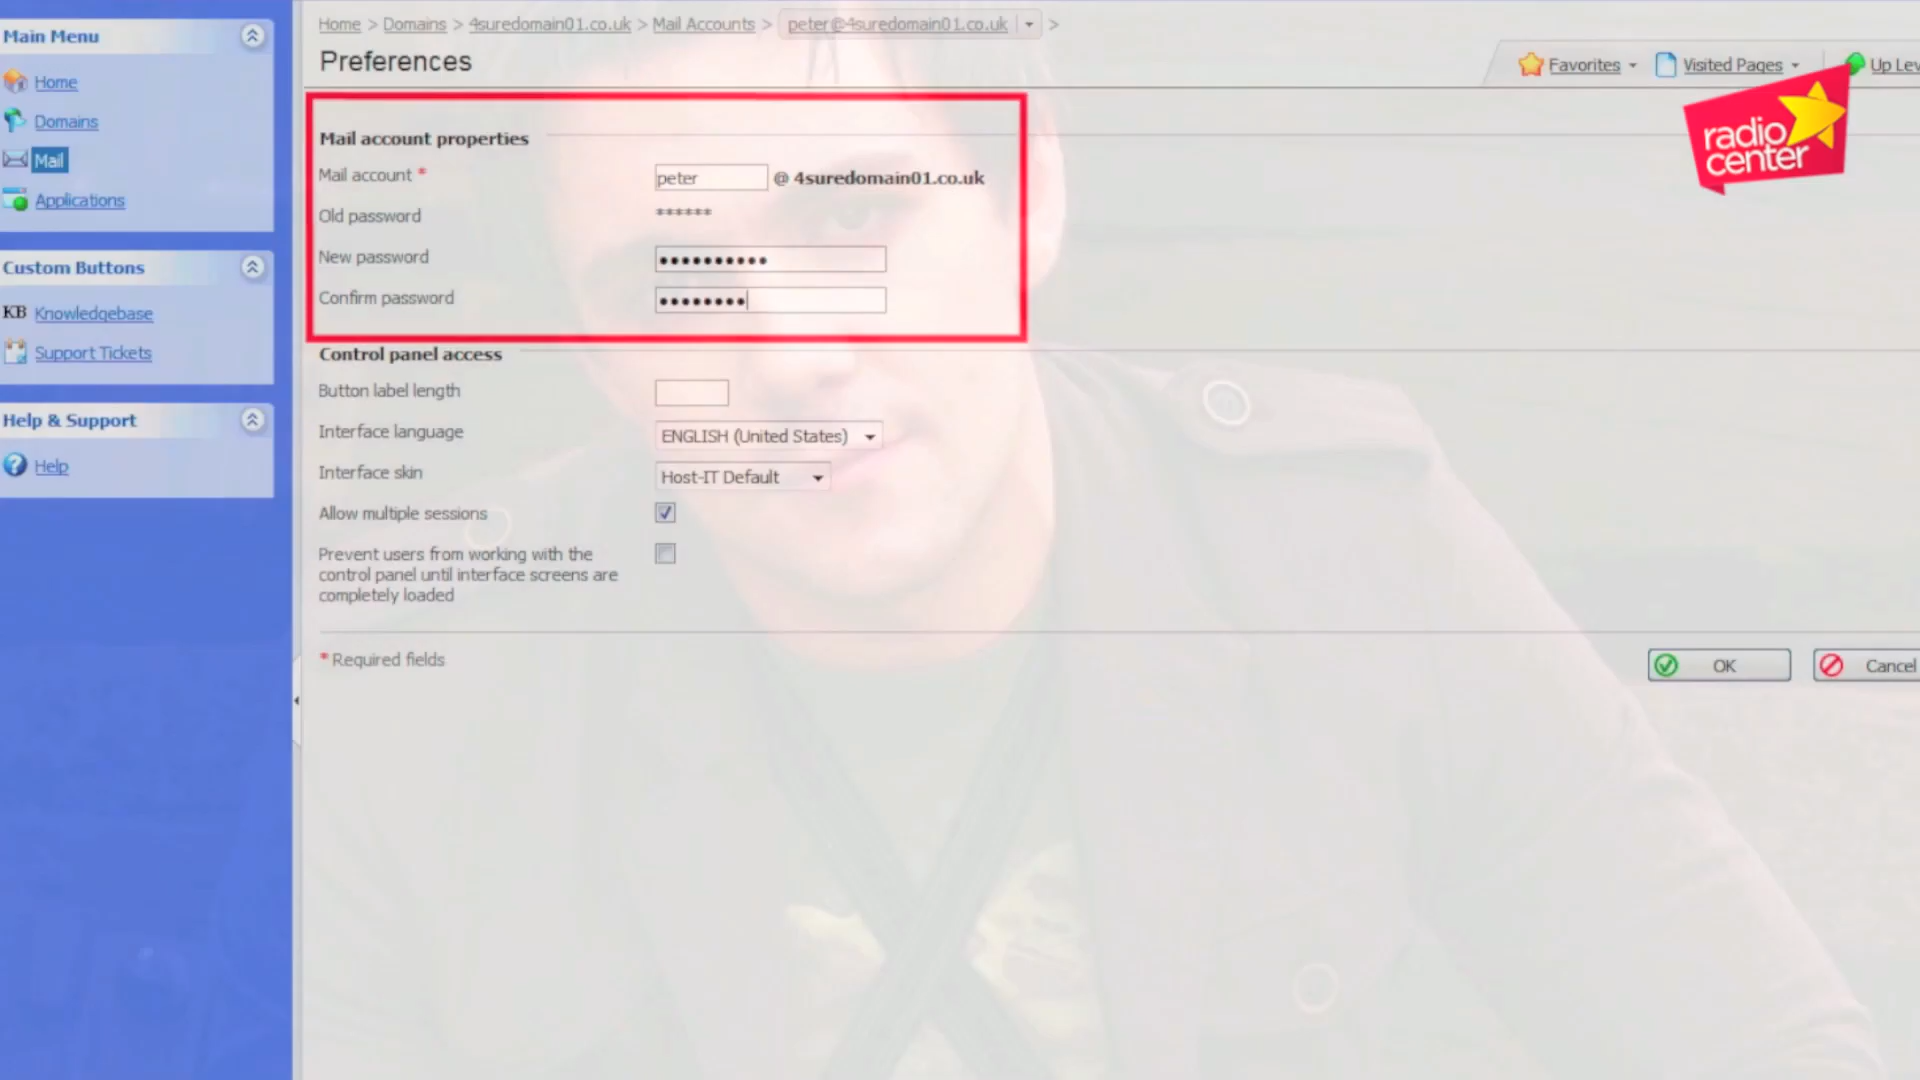 Main Menu
Home
Domains
Mail
Applications
Custom Buttons
KB Knowledgebase
Support Tickets
Help & Support
Help
Home > Domains > 4suredomain01.co.uk > Mail Accounts > peter@4suredomain01.co.uk >
Preferences
Favorites
Visited Pages
Up Lev
radio
center
Mail account properties
Mail account * peter @ 4suredomain01.co.uk
Old password ******
New password ••••••••••
Confirm password ••••••••
Control panel access
Button label length
Interface language ENGLISH (United States)
Interface skin Host-IT Default
Allow multiple sessions
Prevent users from working with the
control panel until interface screens are
completely loaded
* Required fields
OK
Cancel